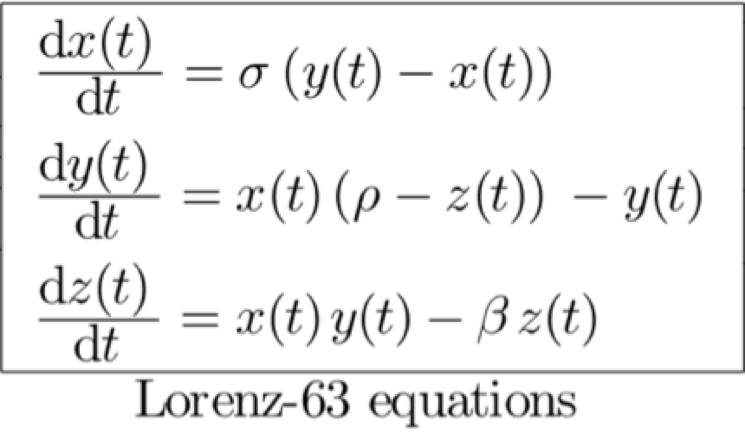 dx(t)/dt = σ (y(t) − x(t))
dy(t)/dt = x(t) (ρ − z(t)) − y(t)
dz(t)/dt = x(t) y(t) − β z(t)
Lorenz-63 equations